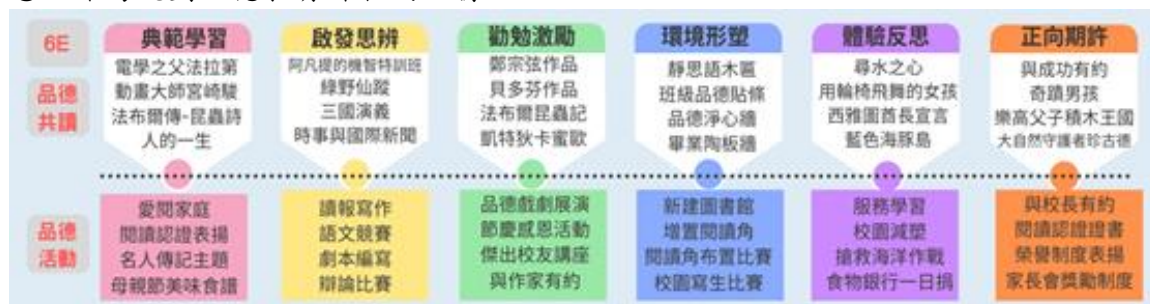 6E
典範學習
啟發思辨
勸勉激勵
環境形塑
體驗反思
正向期許
品德
共讀
電學之父法拉第
動畫大師宮崎駿
法布爾傳-昆蟲詩
人的一生
阿凡提的機智特訓班
綠野仙蹤
三國演義
時事與國際新聞
鄭宗弦作品
貝多芬作品
法布爾昆蟲記
凱特狄卡蜜歐
靜思語木匾
班級品德貼條
品德淨心牆
畢業陶板牆
尋水之心
用輪椅飛舞的女孩
西雅圖酋長宣言
藍色海豚島
與成功有約
奇蹟男孩
樂高父子積木王國
大自然守護者珍古德
品德
活動
愛閱家庭
閱讀認證表揚
名人傳記主題
母親節美味食譜
讀報寫作
語文競賽
劇本編寫
辯論比賽
品德戲劇展演
節慶感恩活動
傑出校友講座
與作家有約
新建圖書館
增置閱讀角
閱讀角布置比賽
校園寫生比賽
服務學習
校園減塑
搶救海洋作戰
食物銀行一日捐
與校長有約
閱讀認證證書
榮譽制度表揚
家長會獎勵制度